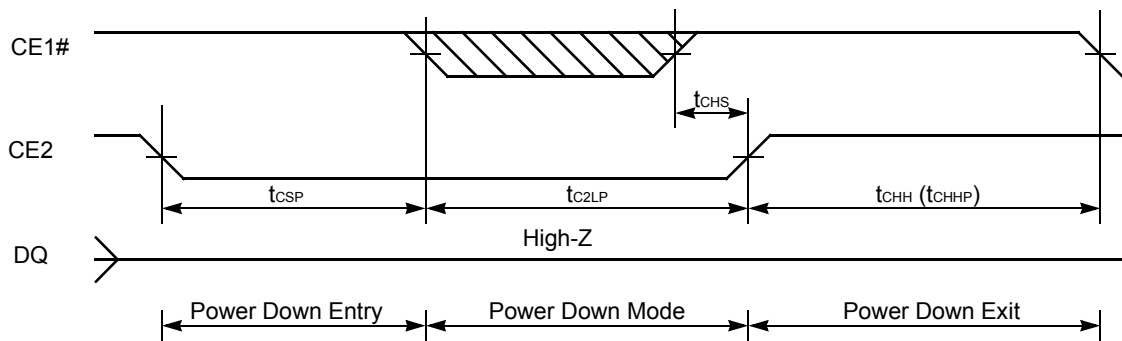 CE1#
tCHS
CE2
tCSP
tC2LP
tCHH (tCHHP)
High-Z
DQ
Power Down Entry
Power Down Mode
Power Down Exit